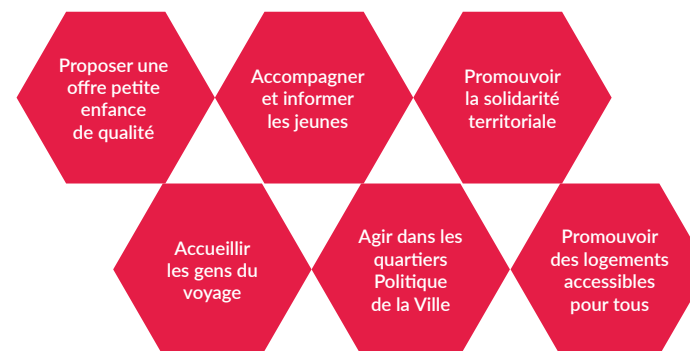 Proposer une
offre petite
enfance
de qualité
Accompagner
et informer
les jeunes
Promouvoir
la solidarité
territoriale
Accueillir
les gens du
voyage
Agir dans les
quartiers
Politique
de la Ville
Promouvoir
des logements
accessibles
pour tous